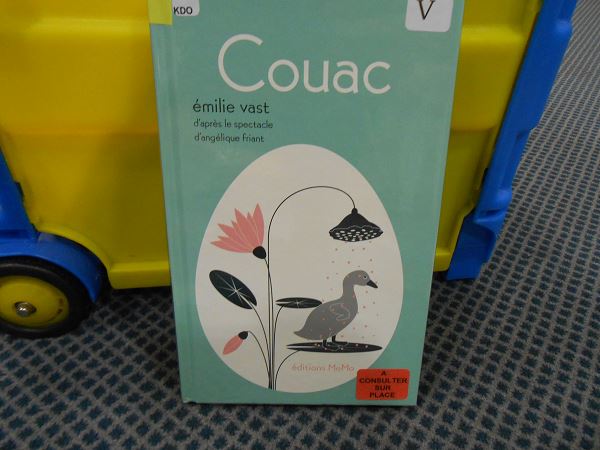 KDO
V
Couac
émilie vast
d'après le spectacle
d'angélique friant
éditions MeMo
A
CONSULTER
SUR
PLACE